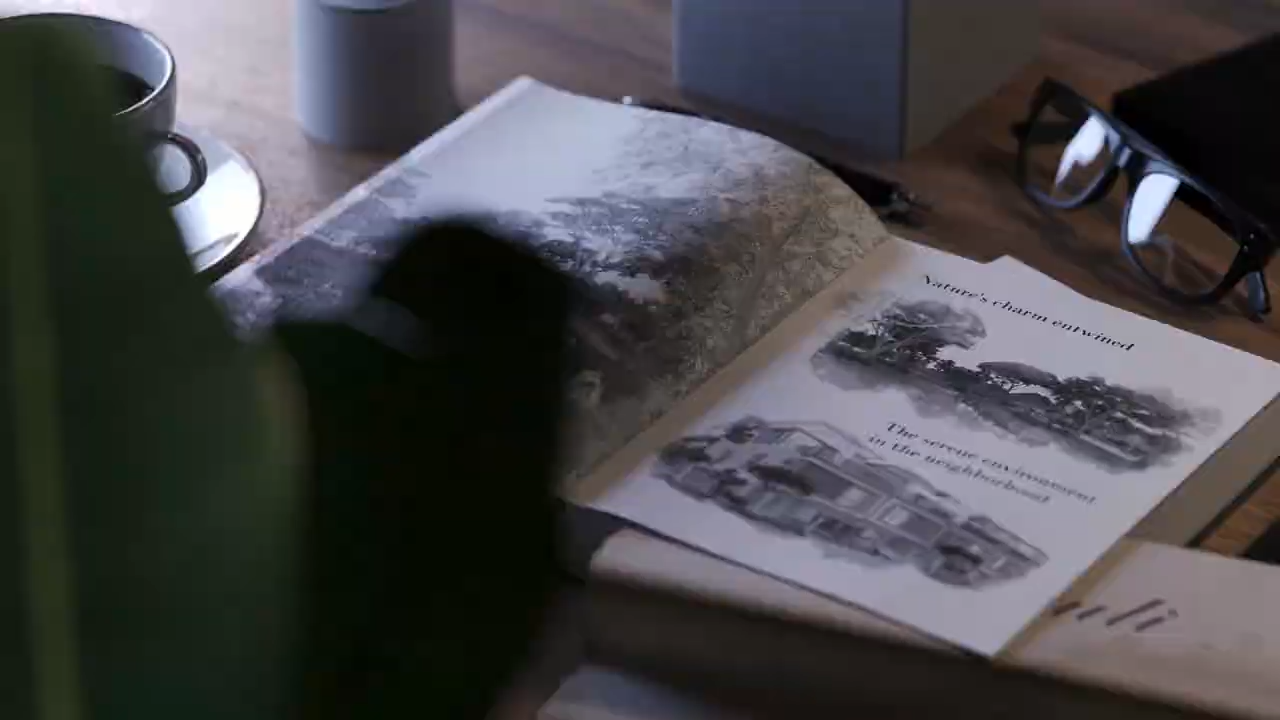 Nature's charm entwined
The serene environment
in the neighborhood